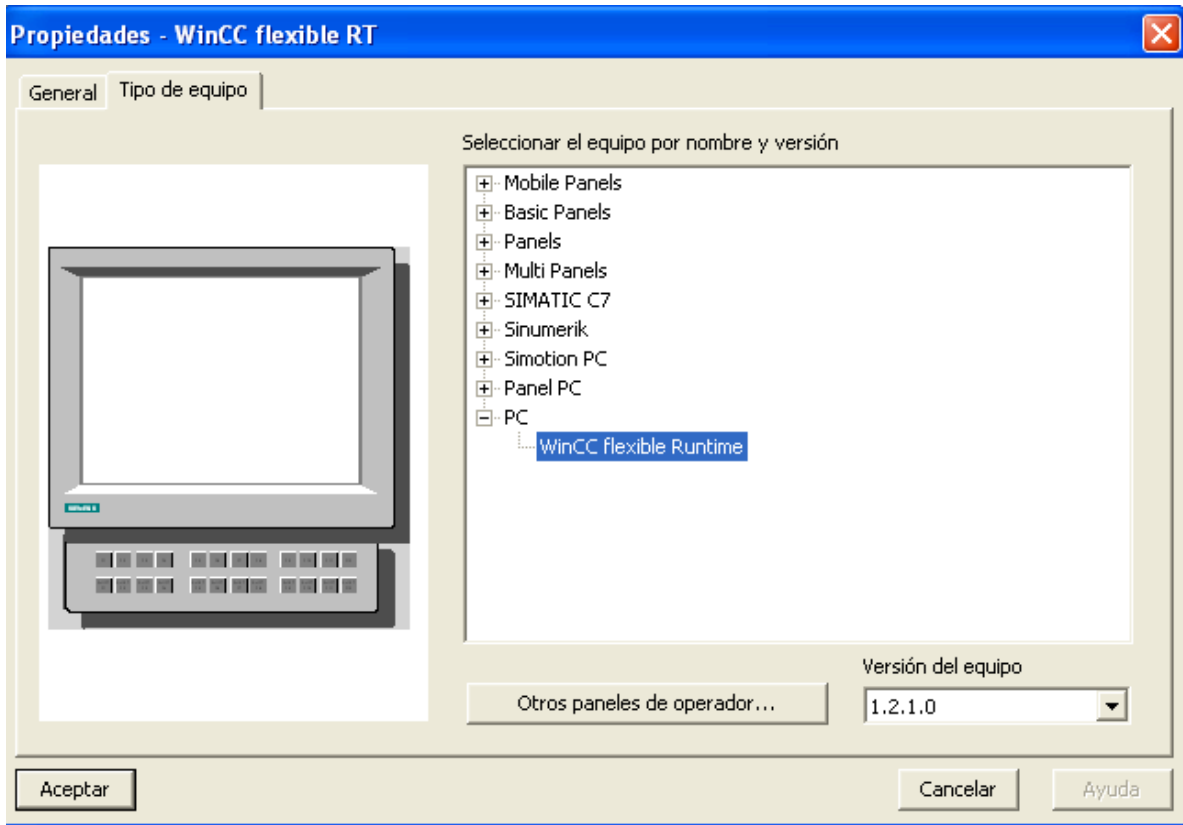 Propiedades - WinCC flexible RT
General
Tipo de equipo
Seleccionar el equipo por nombre y versión
Mobile Panels
Basic Panels
Panels
Multi Panels
SIMATIC C7
Sinumerik
Simotion PC
Panel PC
PC
WinCC flexible Runtime
Versión del equipo
Otros paneles de operador...
1.2.1.0
Aceptar
Cancelar
Ayuda